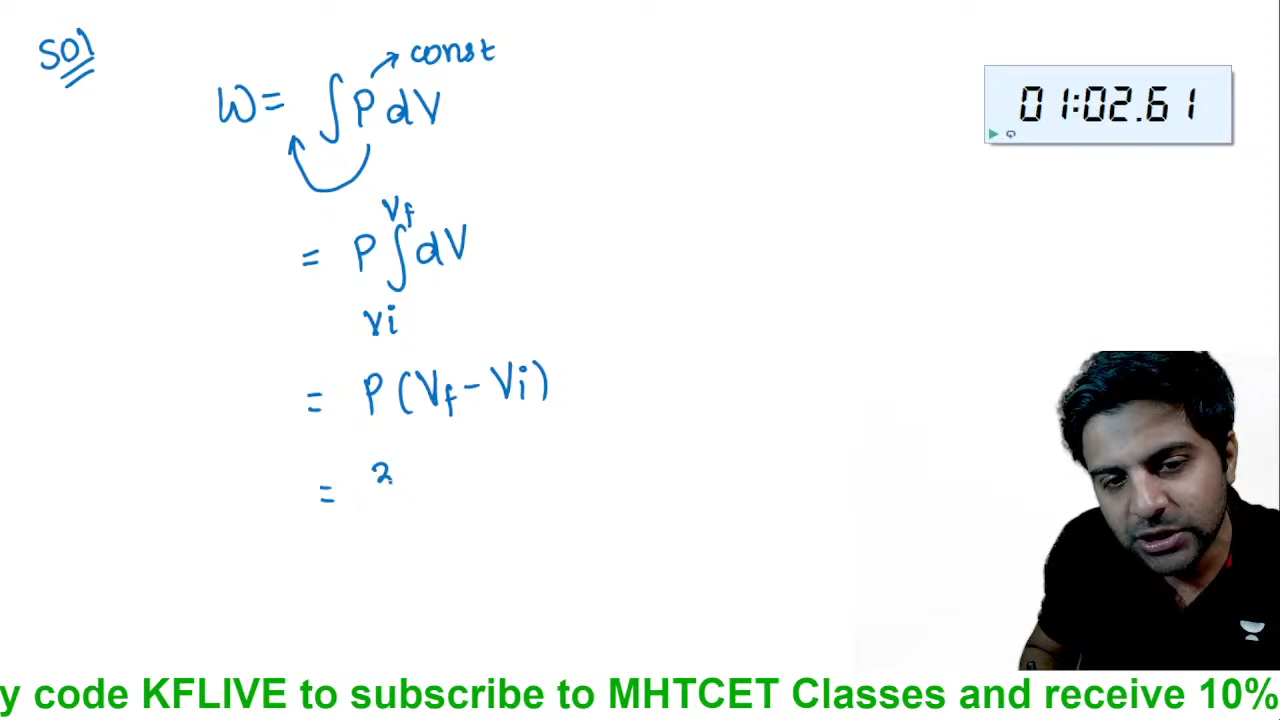 Sol
→ const
W = ∫ P dV
01:02.61
Vf
= P ∫ dV
Vi
= P (Vf - Vi)
= 2
y code KFLIVE to subscribe to MHTCET Classes and receive 10%